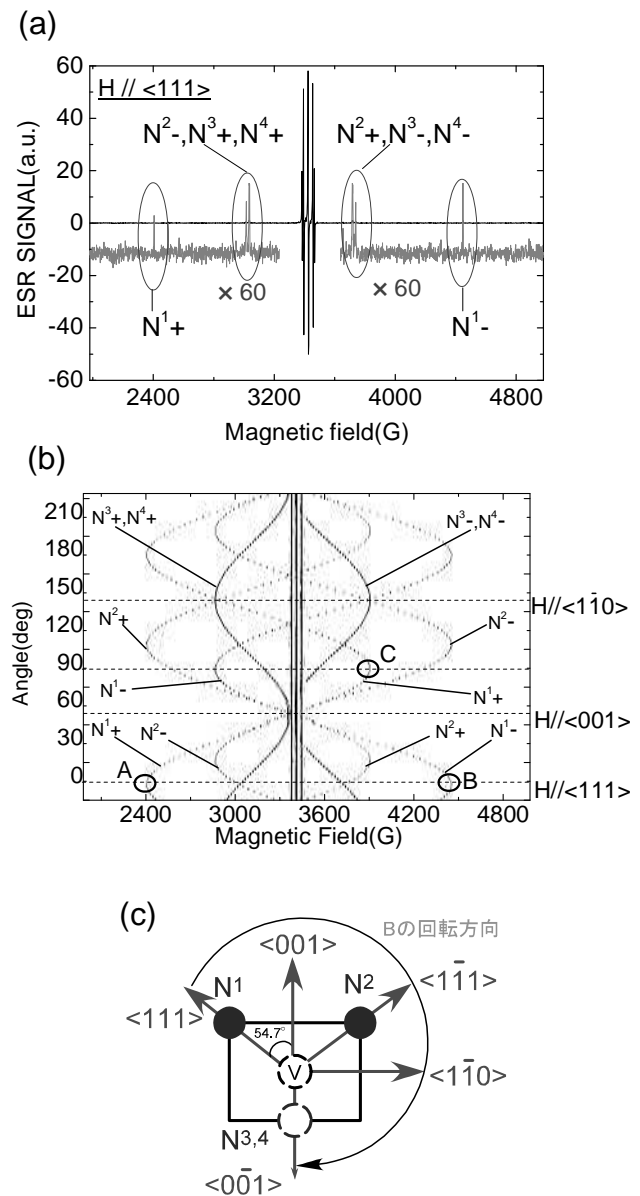 (a)
60
40
20
0
-20
-40
-60
ESR SIGNAL(a.u.)
H // <111>
N²-,N³+,N⁴+
N²+,N³-,N⁴-
× 60
× 60
N¹+
N¹-
2400
3200
4000
4800
Magnetic field(G)
(b)
210
180
150
120
90
60
30
0
Angle(deg)
N³+,N⁴+
N³-,N⁴-
H//<11̄0>
N²+
N²-
C
N¹-
N¹+
H//<001>
N¹+
N²-
N²+
N¹-
A
B
H//<111>
2400
3000
3600
4200
4800
Magnetic Field(G)
(c)
Bの回転方向
<001>
N¹
N²
<11̄1>
<111>
54.7°
V
<11̄0>
N³,⁴
<001̄>